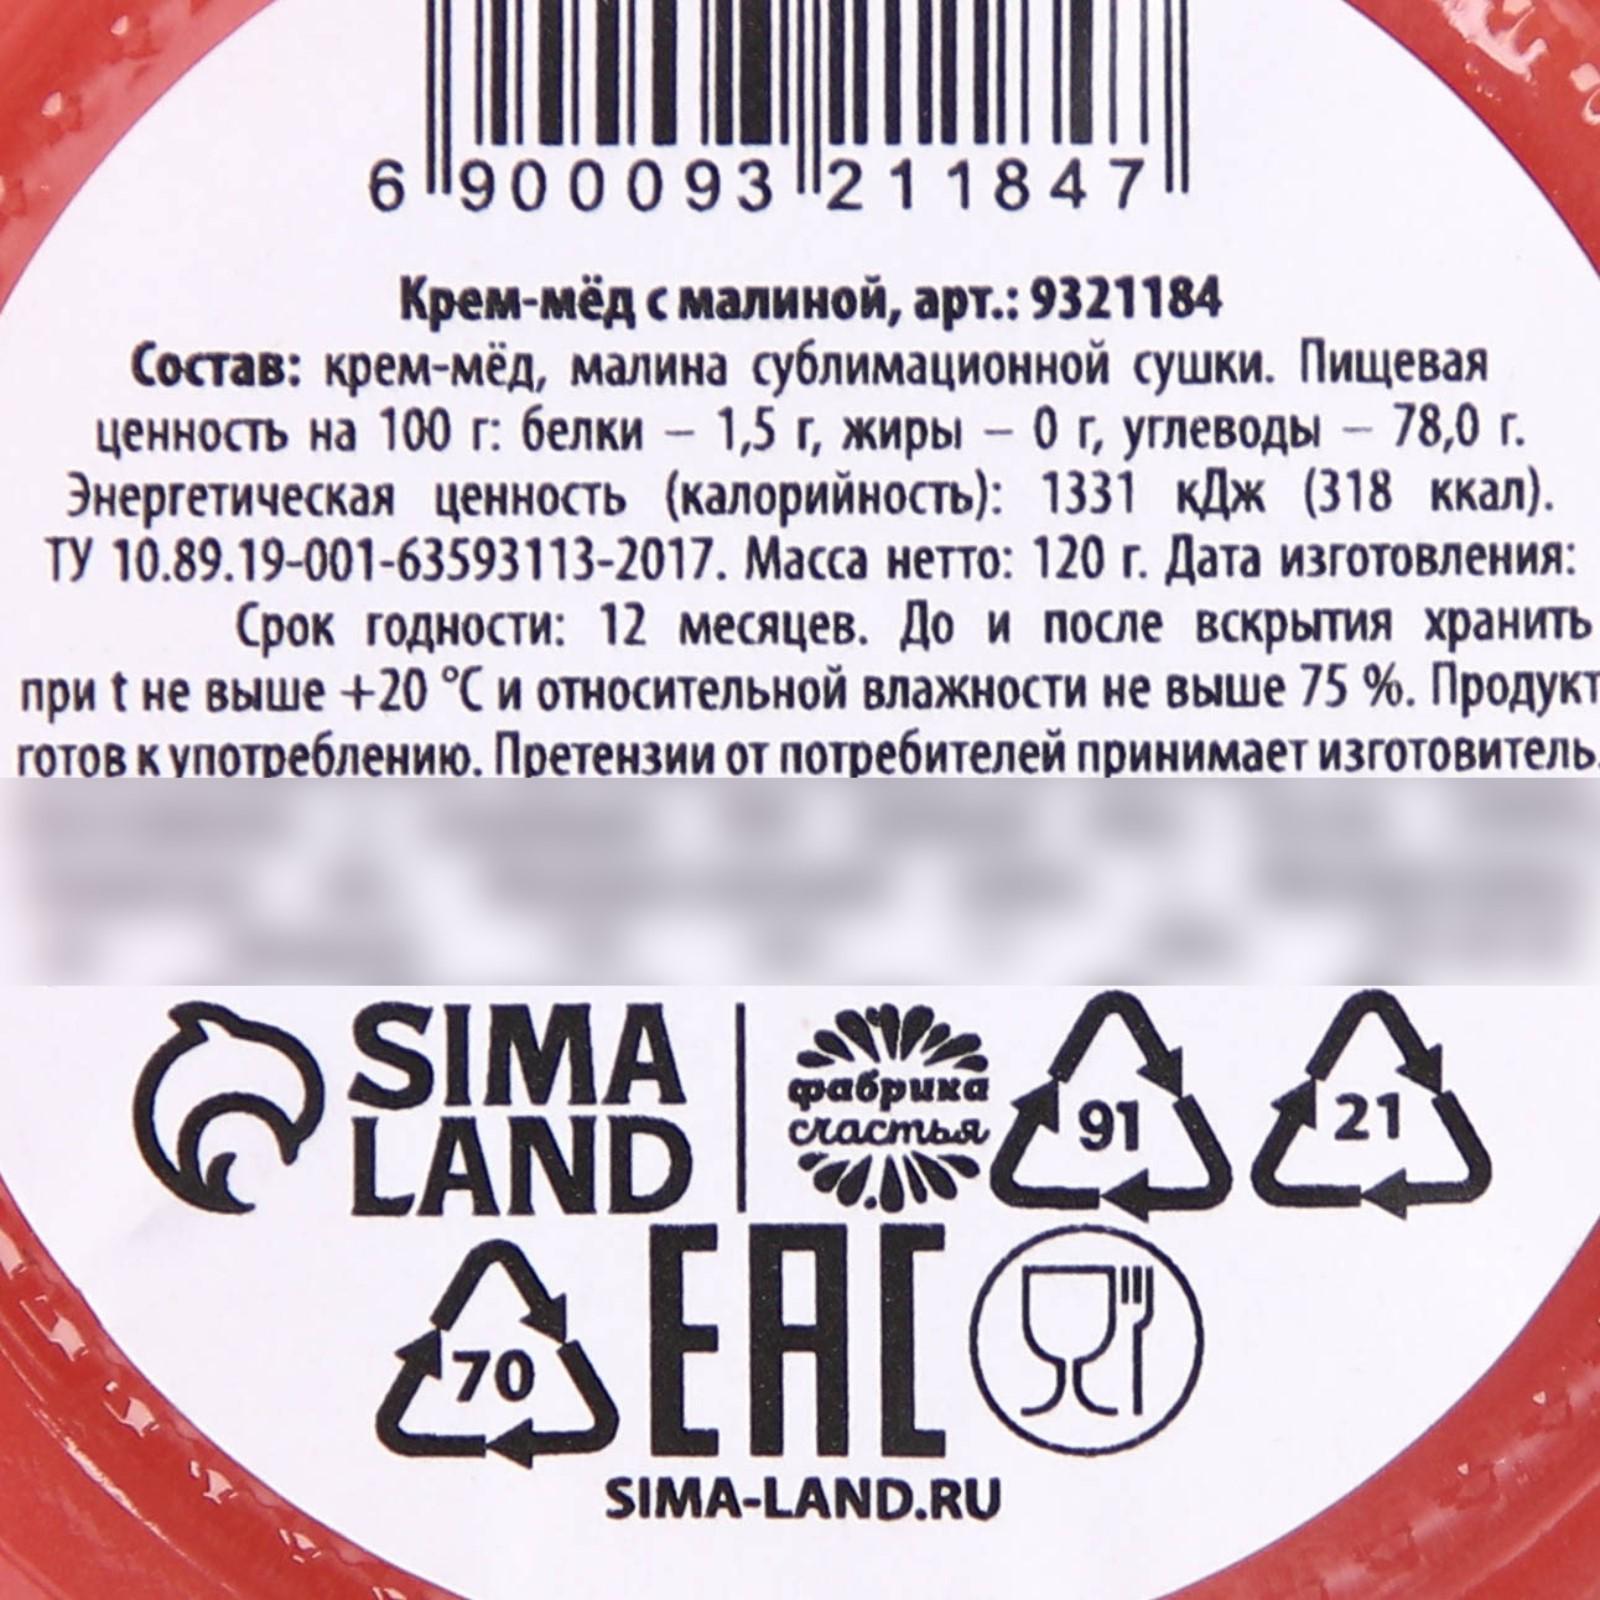 6 900093 211847
Крем-мёд с малиной, арт.: 9321184
Состав: крем-мёд, малина сублимационной сушки. Пищевая
ценность на 100 г: белки – 1,5 г, жиры – 0 г, углеводы – 78,0 г.
Энергетическая ценность (калорийность): 1331 кДж (318 ккал).
ТУ 10.89.19-001-63593113-2017. Масса нетто: 120 г. Дата изготовления:
Срок годности: 12 месяцев. До и после вскрытия хранить
при t не выше +20 °C и относительной влажности не выше 75 %. Продукт
готов к употреблению. Претензии от потребителей принимает изготовитель.
SIMA
LAND
фабрика
счастья
91
21
70
EAC
SIMA-LAND.RU